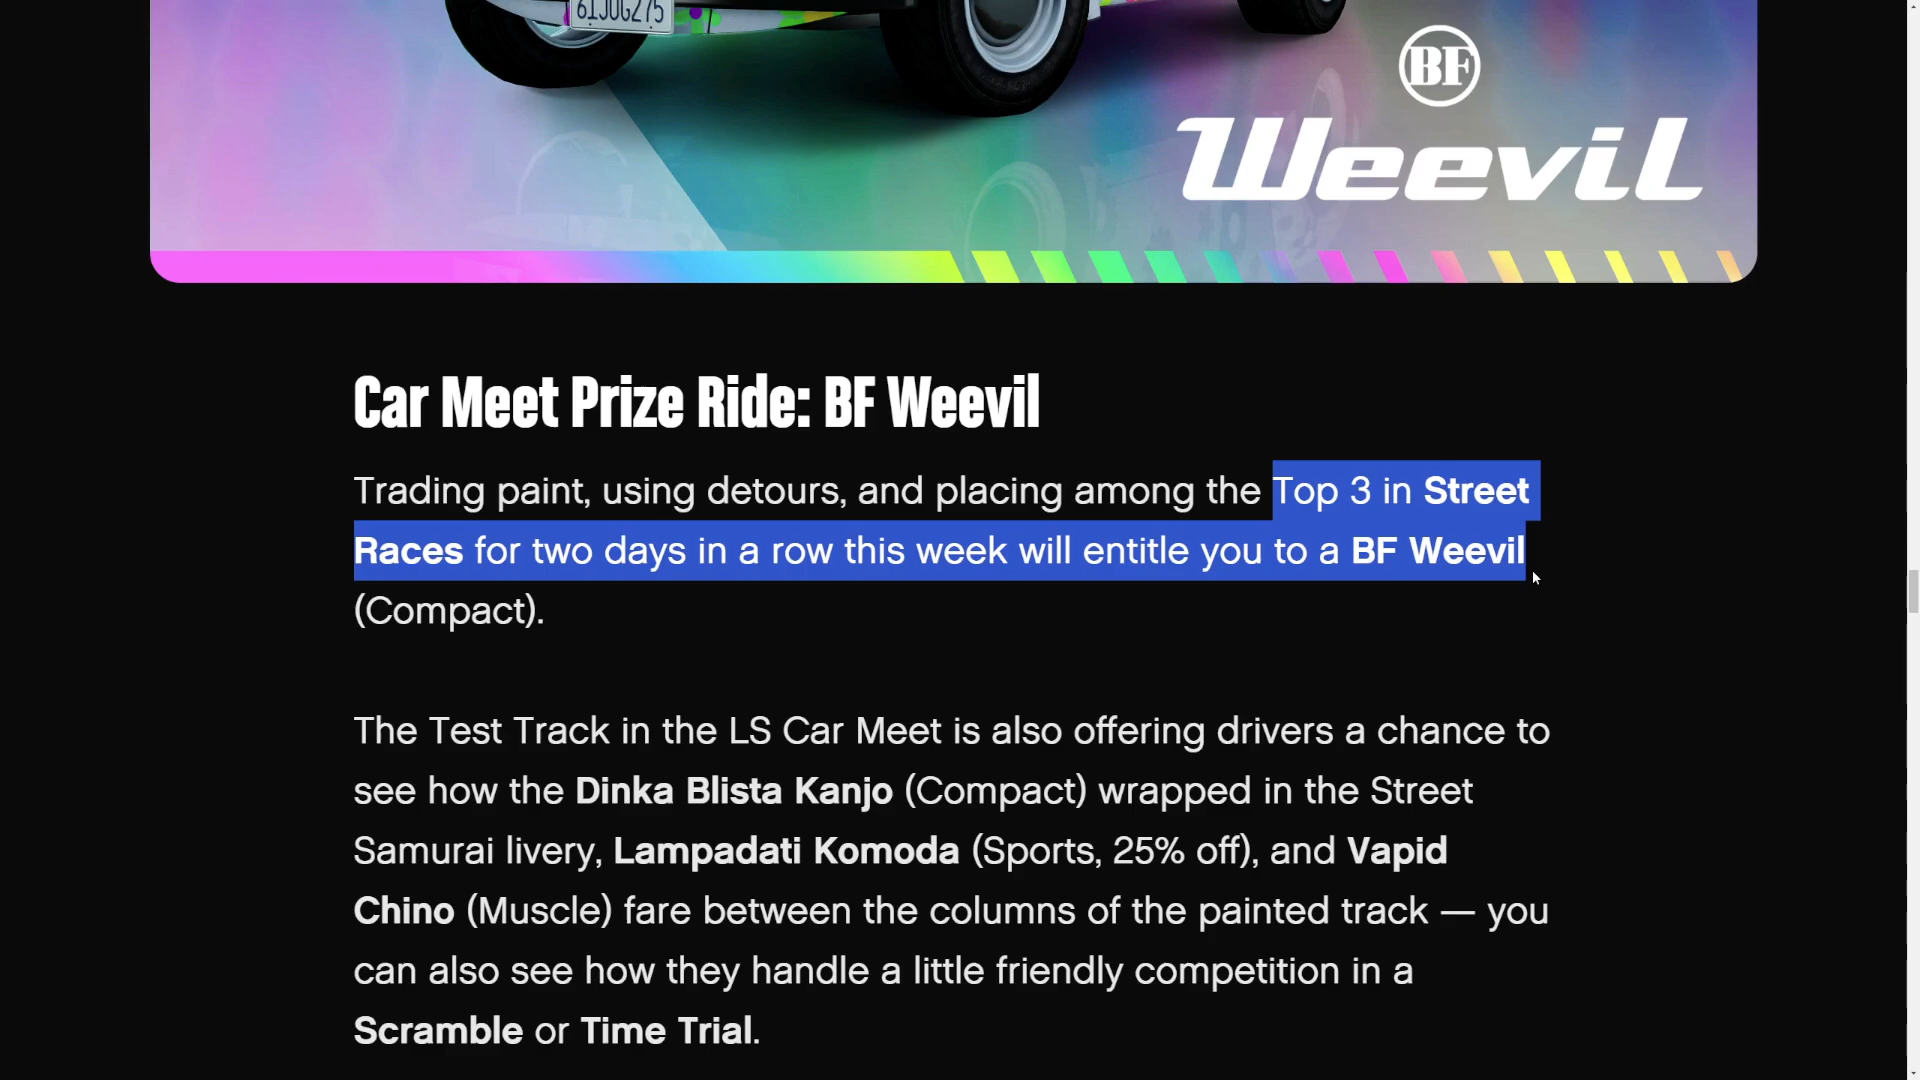 61JUG275
BF
Weevil
Car Meet Prize Ride: BF Weevil
Trading paint, using detours, and placing among the Top 3 in Street
Races for two days in a row this week will entitle you to a BF Weevil
(Compact).
The Test Track in the LS Car Meet is also offering drivers a chance to
see how the Dinka Blista Kanjo (Compact) wrapped in the Street
Samurai livery, Lampadati Komoda (Sports, 25% off), and Vapid
Chino (Muscle) fare between the columns of the painted track — you
can also see how they handle a little friendly competition in a
Scramble or Time Trial.